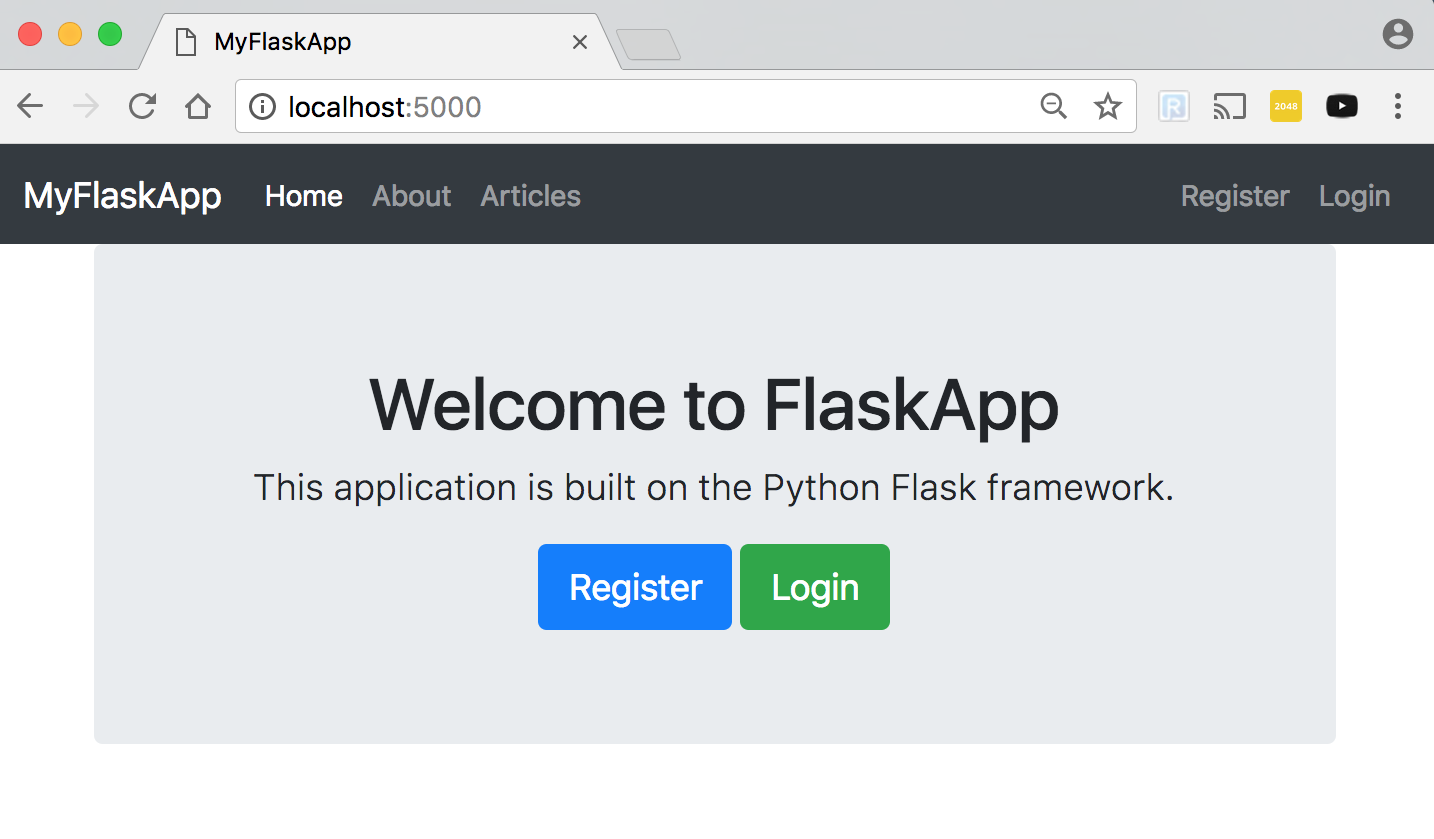 MyFlaskApp
localhost:5000
2048
MyFlaskApp Home About Articles Register Login
Welcome to FlaskApp
This application is built on the Python Flask framework.
Register Login